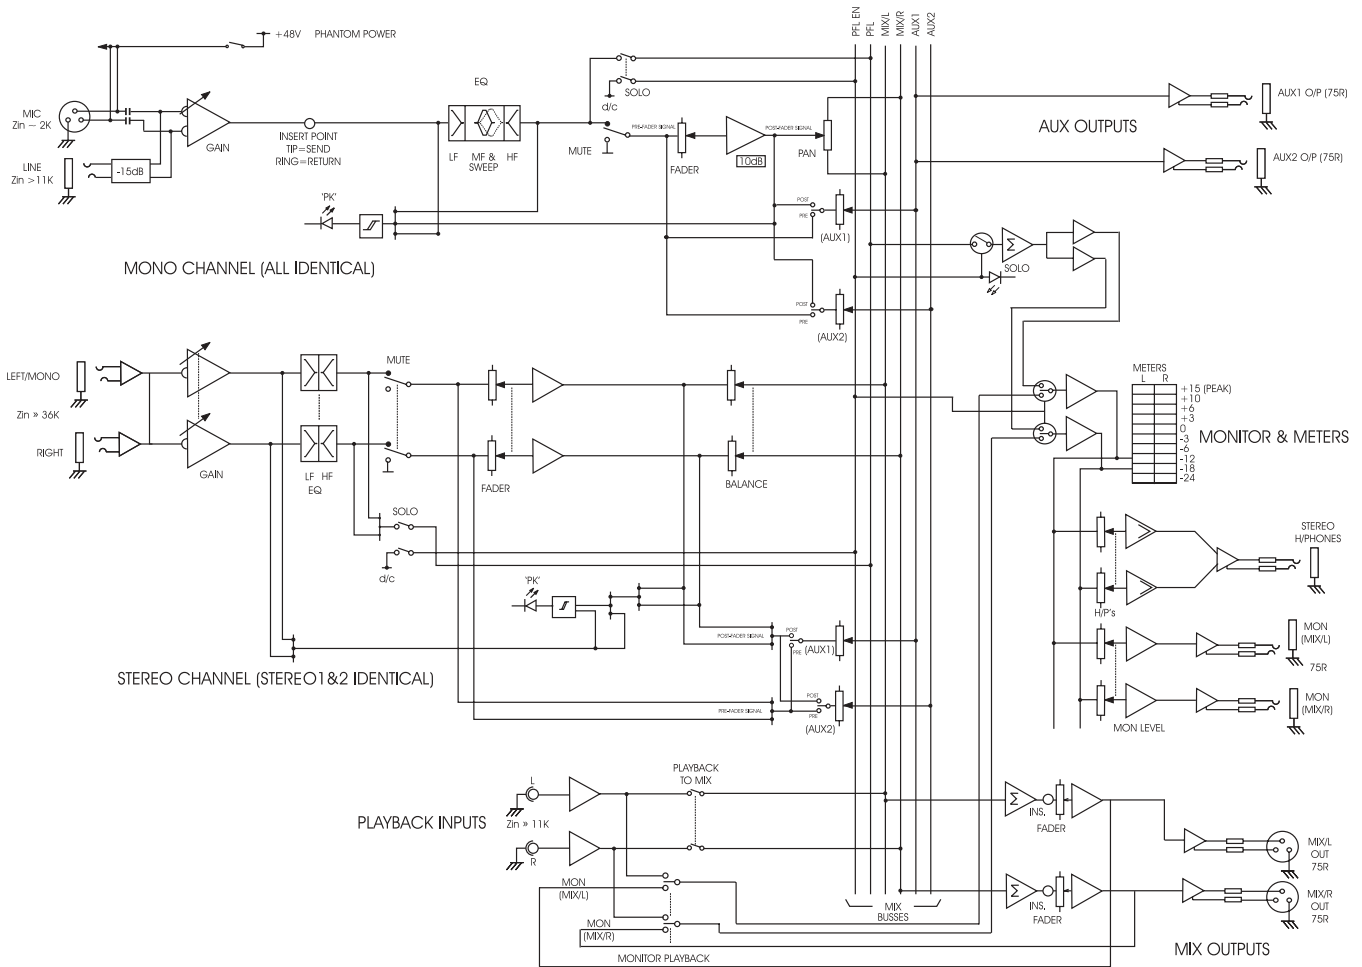 PFL EN
PFL
MIX/L
MIX/R
AUX1
AUX2
+48V PHANTOM POWER
MIC
Zin – 2K
LINE
Zin >11K
-15dB
GAIN
INSERT POINT
TIP=SEND
RING=RETURN
EQ
LF MF & HF
SWEEP
SOLO
d/c
MUTE
PRE-FADER SIGNAL
FADER
10dB
POST-FADER SIGNAL
PAN
'PK'
POST
PRE
(AUX1)
POST
PRE
(AUX2)
MONO CHANNEL (ALL IDENTICAL)
AUX1 O/P (75R)
AUX OUTPUTS
AUX2 O/P (75R)
Σ
SOLO
LEFT/MONO
Zin » 36K
RIGHT
GAIN
LF HF
EQ
MUTE
FADER
BALANCE
SOLO
d/c
'PK'
POST-FADER SIGNAL
POST
PRE
(AUX1)
PRE-FADER SIGNAL
POST
PRE
(AUX2)
STEREO CHANNEL (STEREO1&2 IDENTICAL)
METERS
L R
+15 (PEAK)
+10
+6
+3
0
-3
-6
-12
-18
-24
MONITOR & METERS
STEREO
H/PHONES
H/P's
MON
(MIX/L)
75R
MON
(MIX/R)
MON LEVEL
PLAYBACK INPUTS
L
Zin » 11K
R
PLAYBACK
TO MIX
MON
(MIX/L)
MON
(MIX/R)
MONITOR PLAYBACK
MIX
BUSSES
Σ
INS.
FADER
Σ
INS.
FADER
MIX/L
OUT
75R
MIX/R
OUT
75R
MIX OUTPUTS